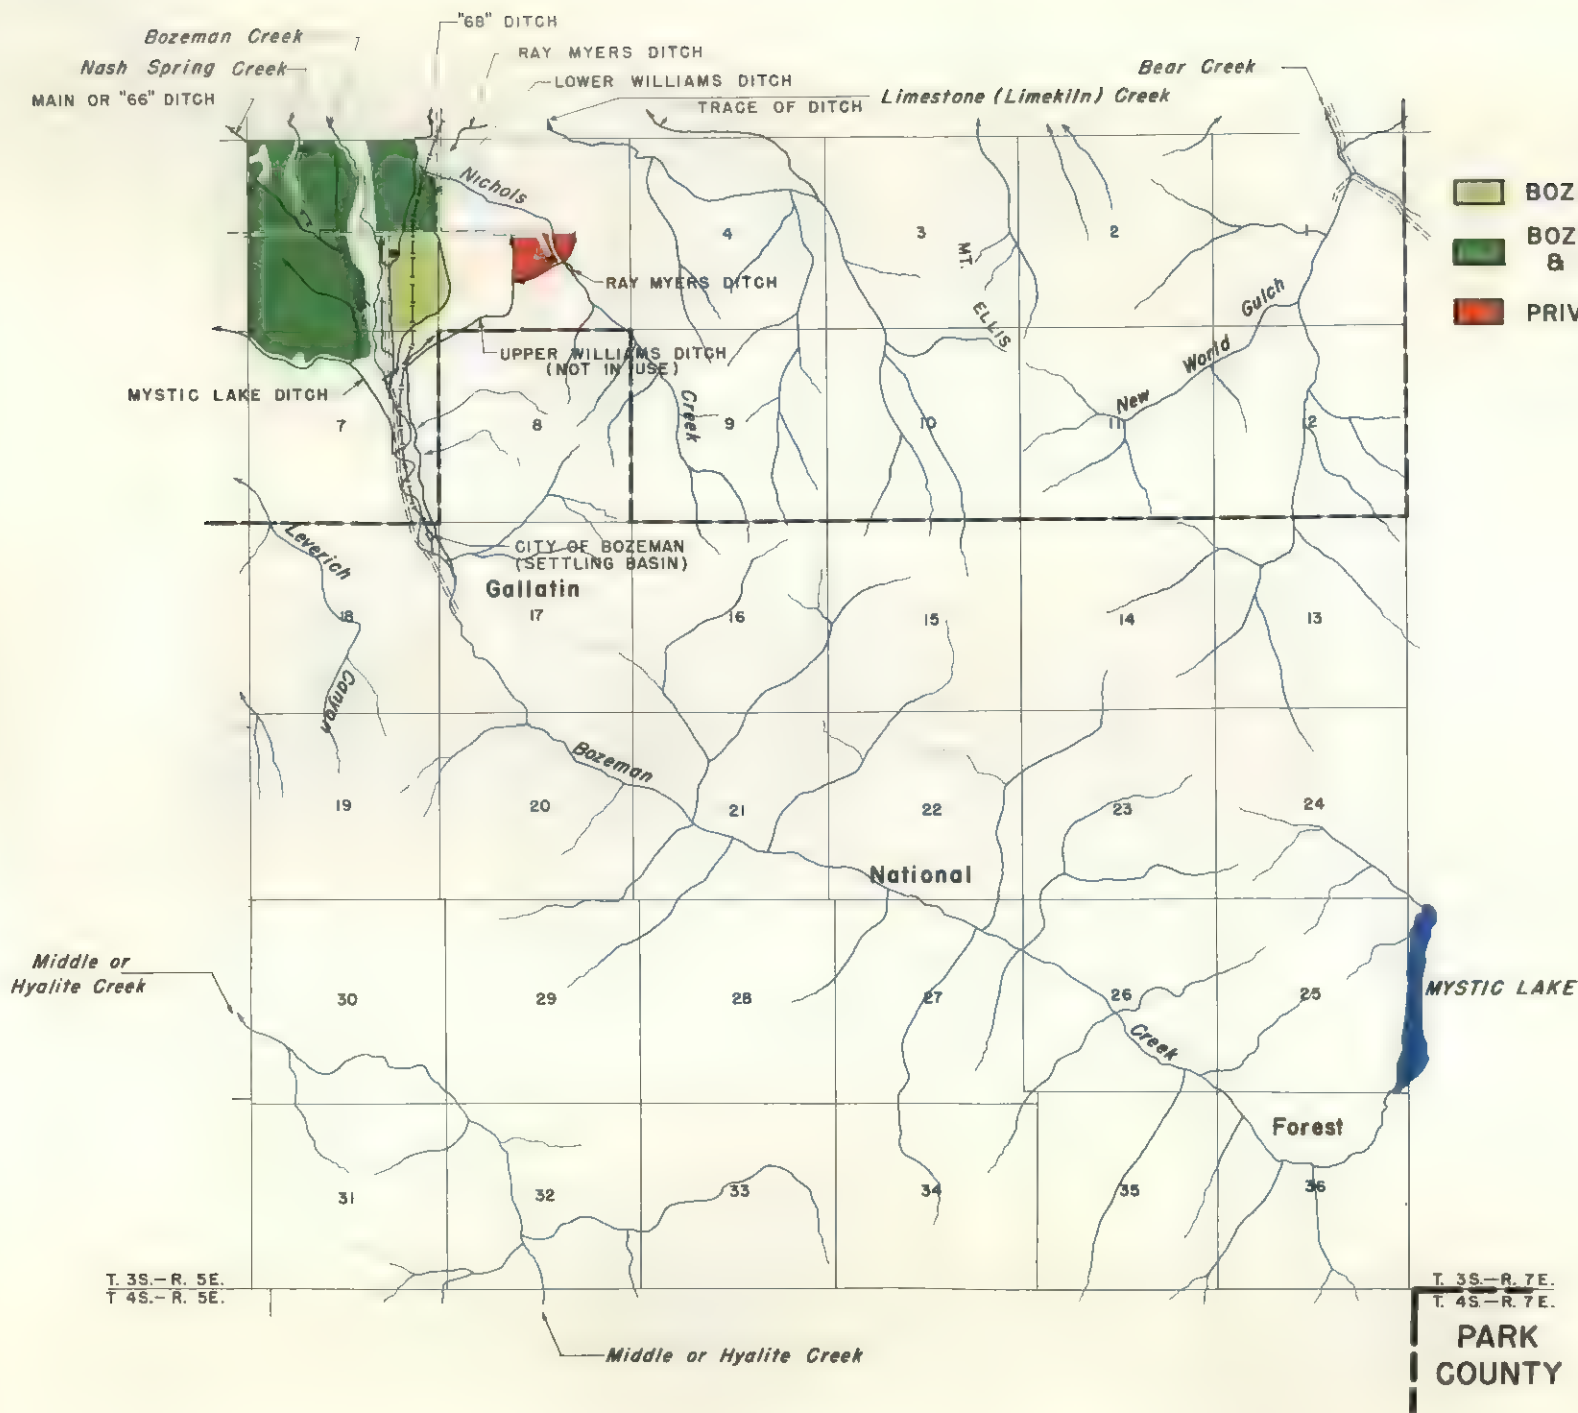 "68" DITCH
Bozeman Creek
RAY MYERS DITCH
Nash Spring Creek
Bear Creek
LOWER WILLIAMS DITCH
MAIN OR "66" DITCH
TRACE OF DITCH
Limestone (Limekiln) Creek
Nichols
BOZ
4
3
2
1
BOZ
&
MT.
ELLIS
RAY MYERS DITCH
PRIV
New World Gulch
UPPER WILLIAMS DITCH
(NOT IN USE)
MYSTIC LAKE DITCH
Creek
7
8
9
10
11
12
Leverich
Canyon
CITY OF BOZEMAN
(SETTLING BASIN)
Gallatin
18
17
16
15
14
13
Bozeman
19
20
21
22
23
24
National
Middle or
Hyalite Creek
30
29
28
27
26
25
MYSTIC LAKE
Creek
Forest
31
32
33
34
35
36
T. 3S.-R. 5E.
T 4S.-R. 5E.
T. 3S.-R. 7E.
T. 4S.-R. 7E.
PARK
COUNTY
Middle or Hyalite Creek